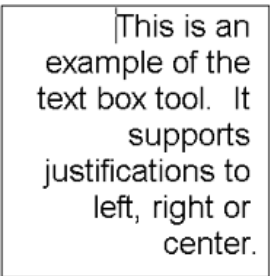 This is an
example of the
text box tool.  It
supports
justifications to
left, right or
center.